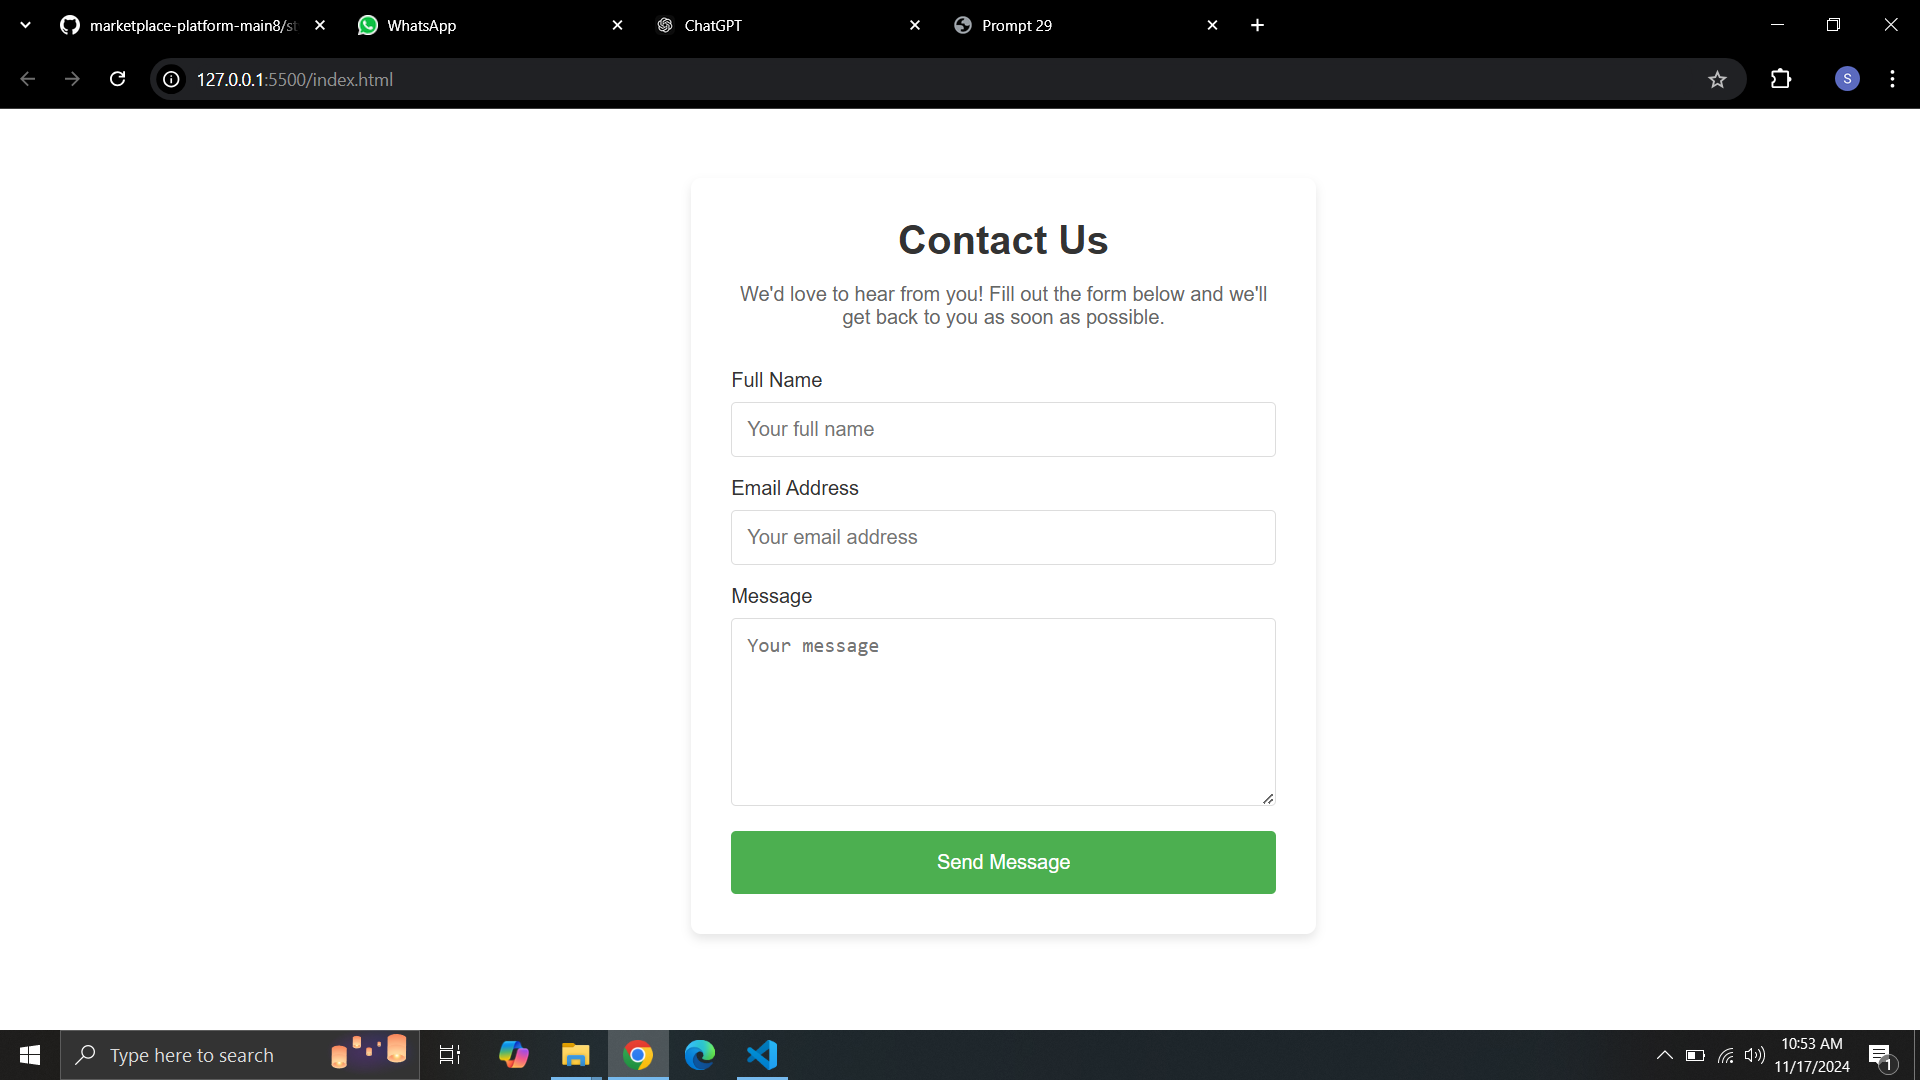 marketplace-platform-main8/st
WhatsApp
ChatGPT
Prompt 29
127.0.0.1:5500/index.html
S
Contact Us
We'd love to hear from you! Fill out the form below and we'll
get back to you as soon as possible.
Full Name
Your full name
Email Address
Your email address
Message
Your message
Send Message
Type here to search
10:53 AM
11/17/2024
1